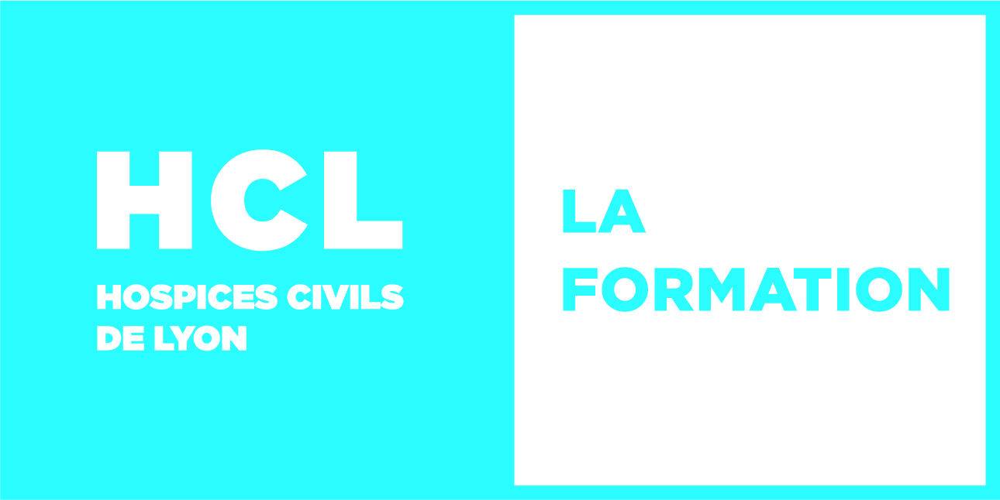 HCL
HOSPICES CIVILS
DE LYON
LA
FORMATION